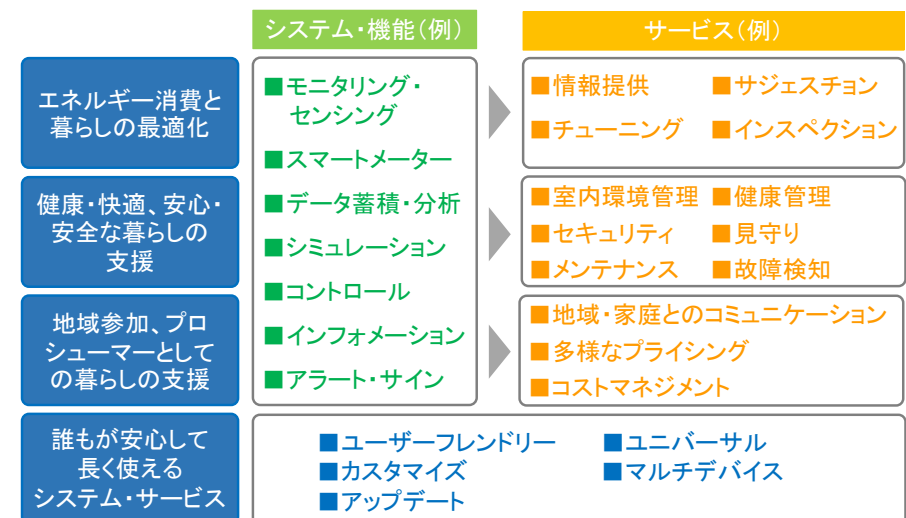 システム・機能（例）
サービス（例）
エネルギー消費と
暮らしの最適化
健康・快適、安心・
安全な暮らしの
支援
地域参加、プロ
シューマーとして
の暮らしの支援
誰もが安心して
長く使える
システム・サービス
■モニタリング・
センシング
■スマートメーター
■データ蓄積・分析
■シミュレーション
■コントロール
■インフォメーション
■アラート・サイン
■情報提供 ■サジェスチョン
■チューニング ■インスペクション
■室内環境管理 ■健康管理
■セキュリティ ■見守り
■メンテナンス ■故障検知
■地域・家庭とのコミュニケーション
■多様なプライシング
■コストマネジメント
■ユーザーフレンドリー ■ユニバーサル
■カスタマイズ ■マルチデバイス
■アップデート